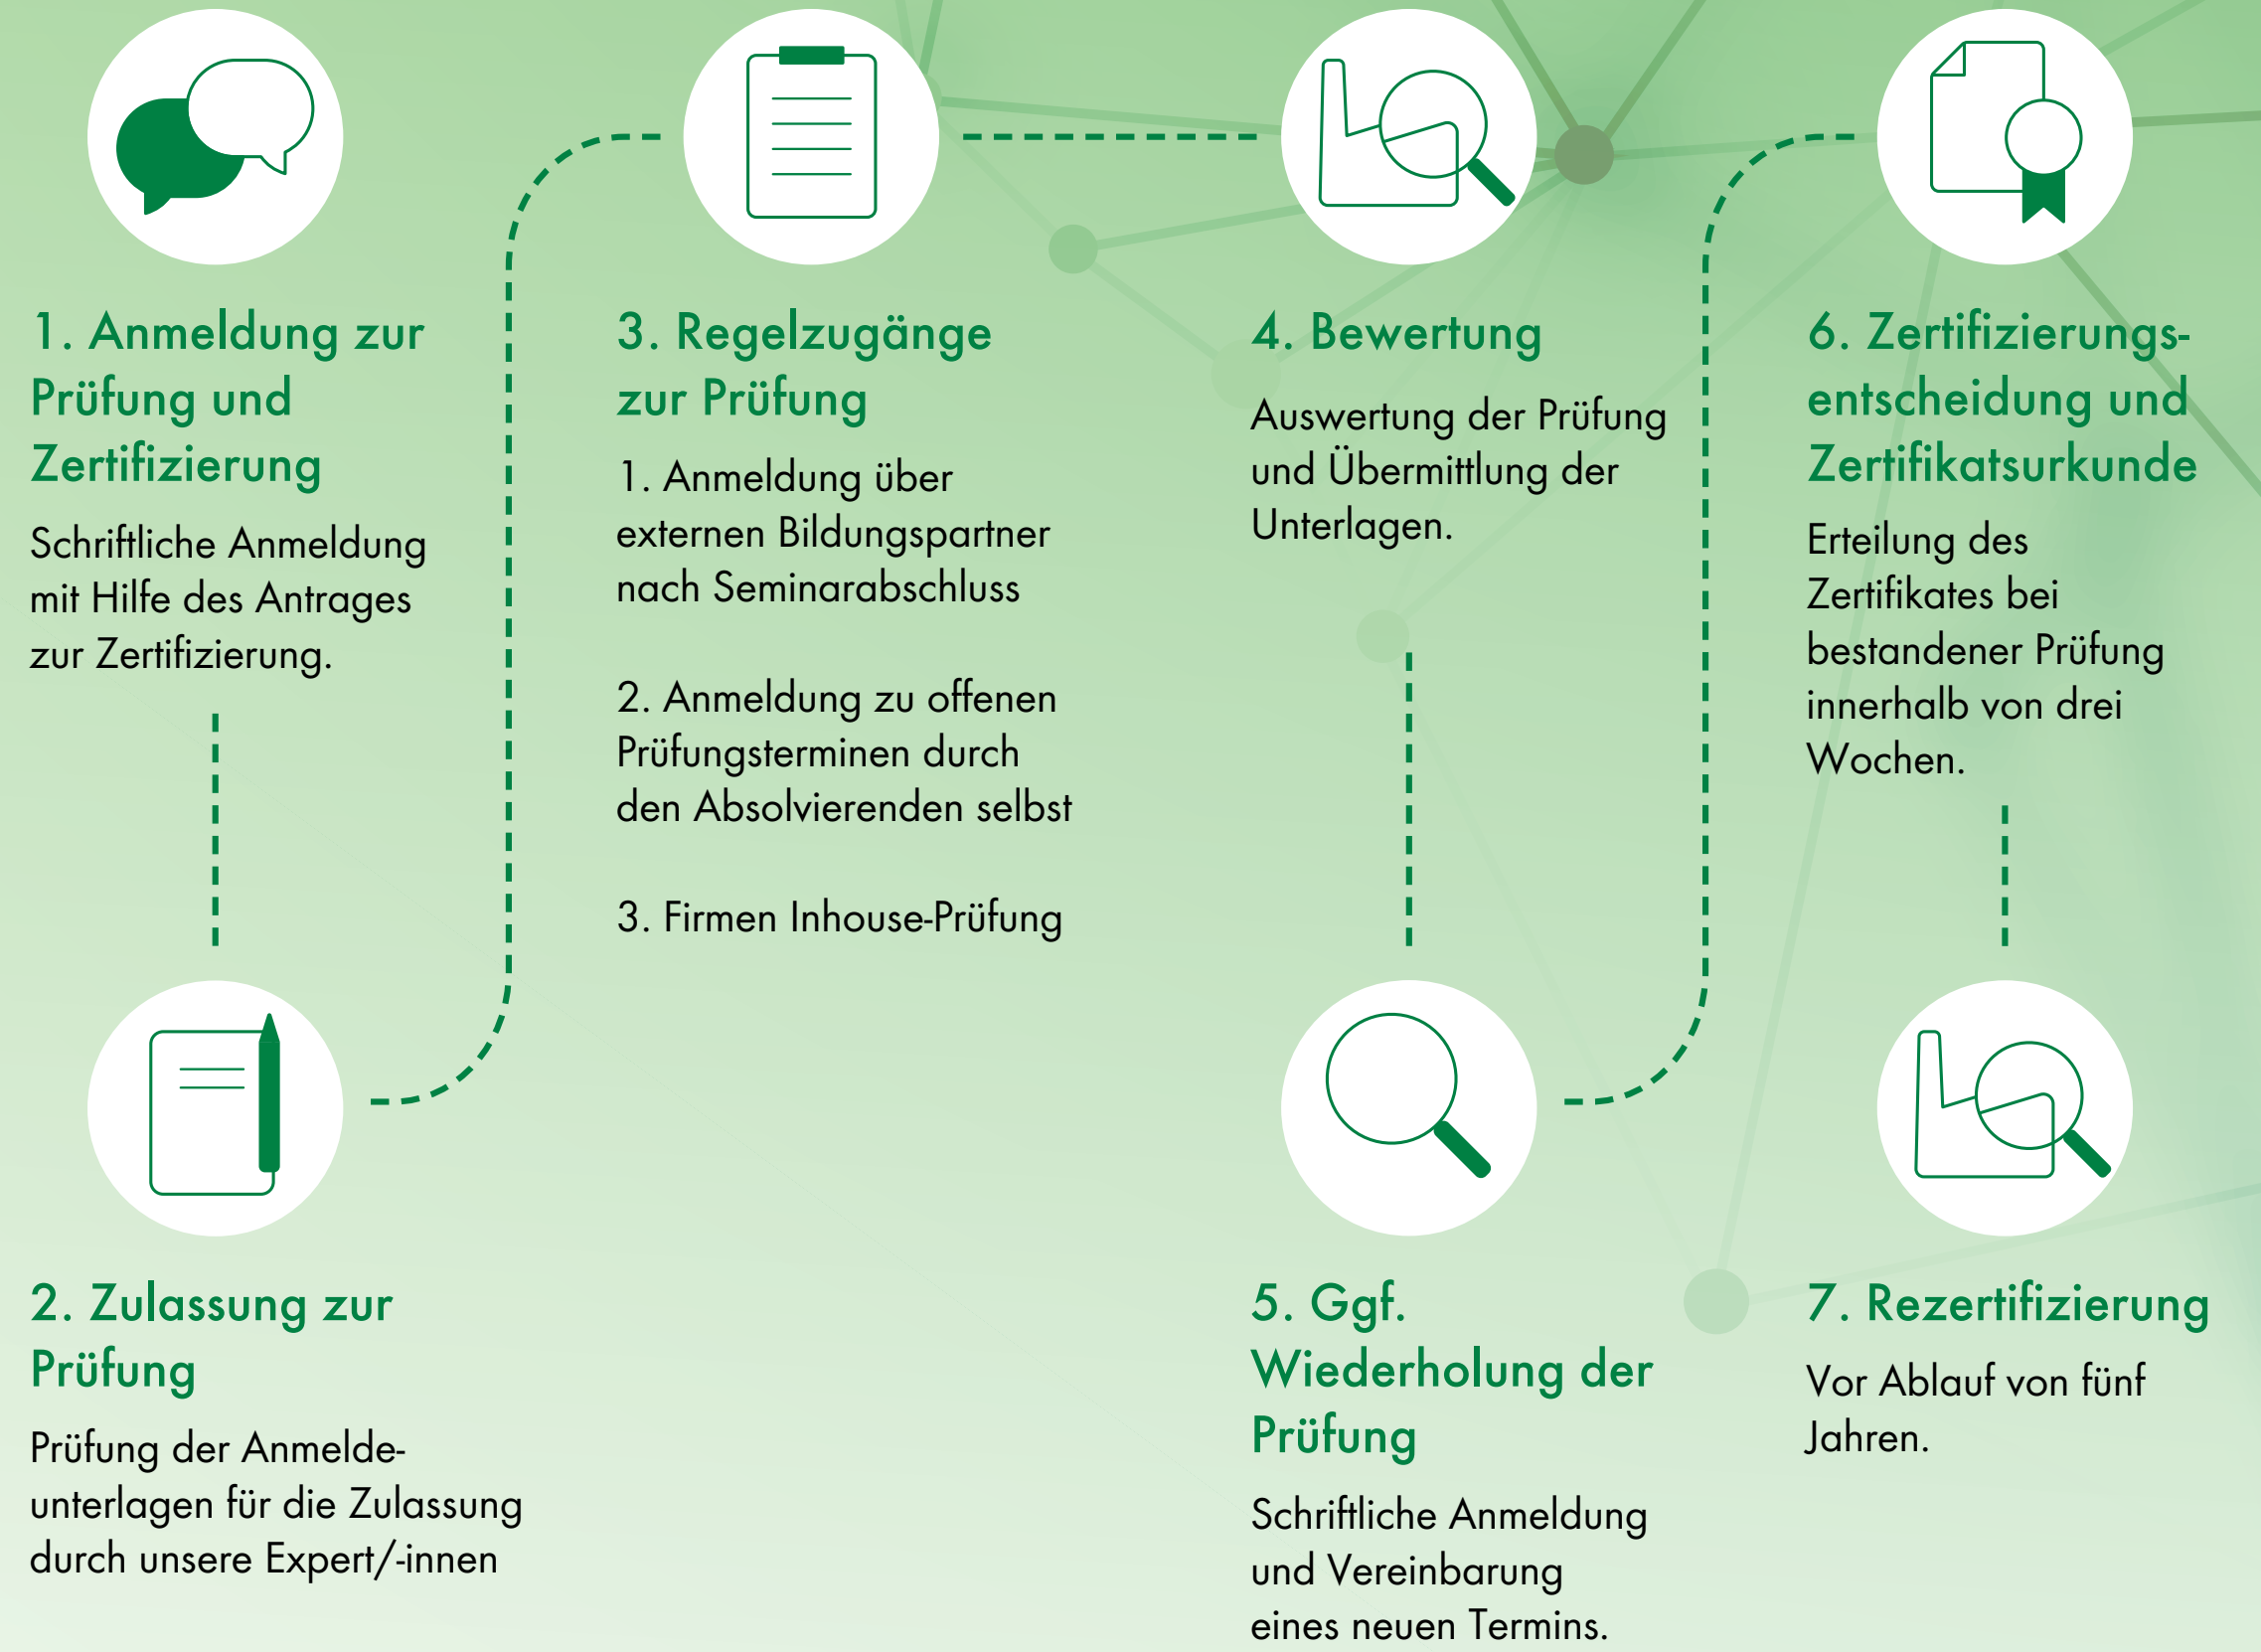 1. Anmeldung zur
Prüfung und
Zertifizierung
Schriftliche Anmeldung
mit Hilfe des Antrages
zur Zertifizierung.
2. Zulassung zur
Prüfung
Prüfung der Anmelde-
unterlagen für die Zulassung
durch unsere Expert/-innen
3. Regelzugänge
zur Prüfung
1. Anmeldung über
externen Bildungspartner
nach Seminarabschluss
2. Anmeldung zu offenen
Prüfungsterminen durch
den Absolvierenden selbst
3. Firmen Inhouse-Prüfung
4. Bewertung
Auswertung der Prüfung
und Übermittlung der
Unterlagen.
5. Ggf.
Wiederholung der
Prüfung
Schriftliche Anmeldung
und Vereinbarung
eines neuen Termins.
6. Zertifizierungs-
entscheidung und
Zertifikatsurkunde
Erteilung des
Zertifikates bei
bestandener Prüfung
innerhalb von drei
Wochen.
7. Rezertifizierung
Vor Ablauf von fünf
Jahren.